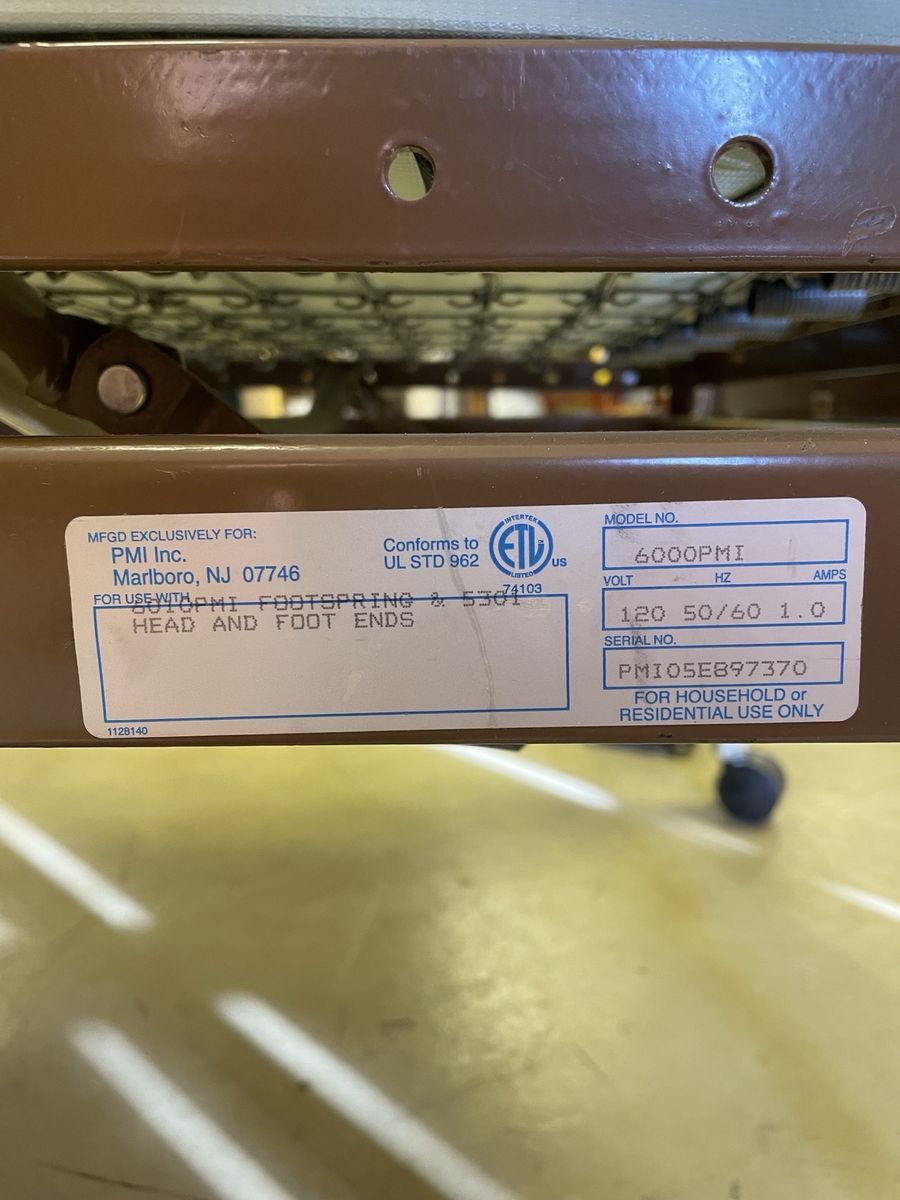 MFGD EXCLUSIVELY FOR:
PMI Inc.
Marlboro, NJ 07746
Conforms to
UL STD 962
INTERTEK
ETL
LISTED
US
74103
FOR USE WITH
6010PMI FOOTSPRING & 5301
HEAD AND FOOT ENDS
1128140
MODEL NO.
6000PMI
VOLT HZ AMPS
120 50/60 1.0
SERIAL NO.
PMI05E897370
FOR HOUSEHOLD or
RESIDENTIAL USE ONLY